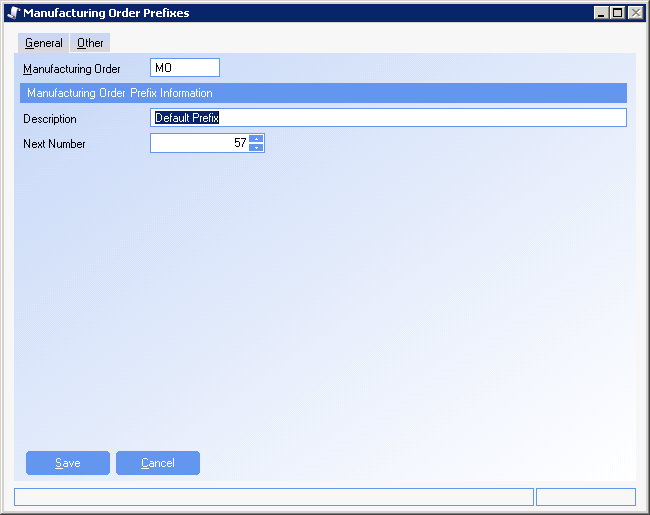 Manufacturing Order Prefixes
General Other
Manufacturing Order MO
Manufacturing Order Prefix Information
Description Default Prefix
Next Number 57
Save Cancel